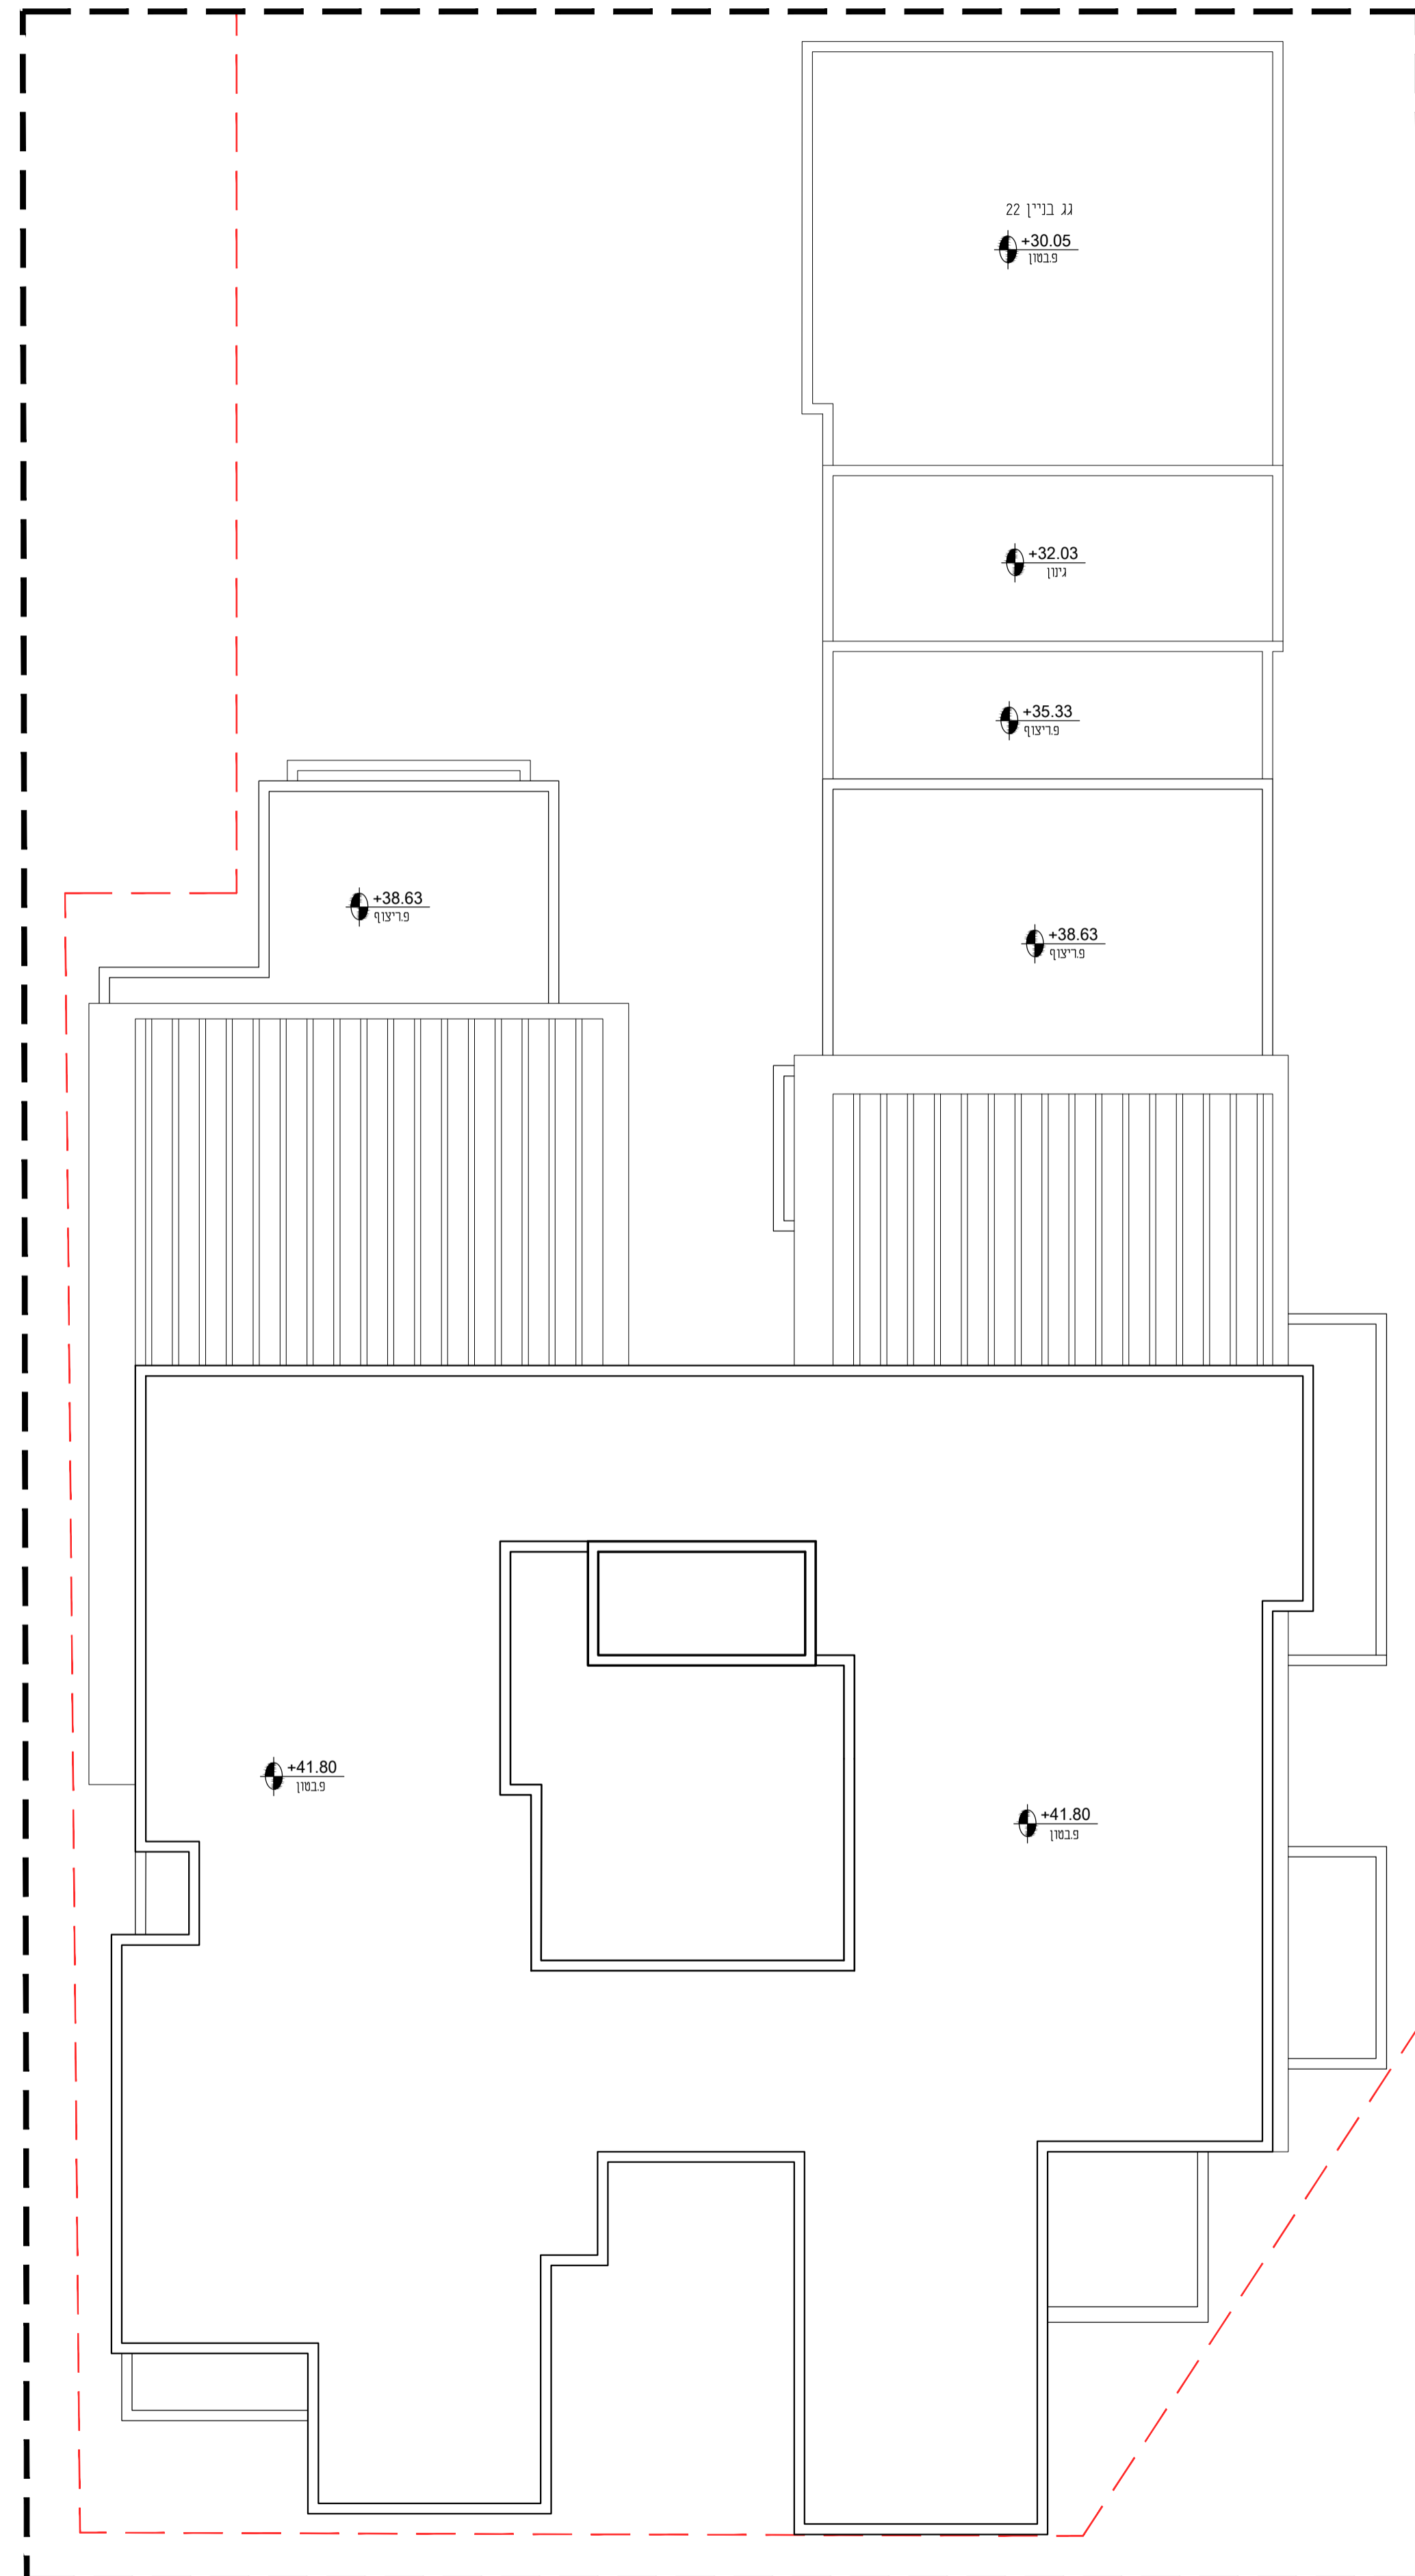 גג בניין 22
+30.05
פ.בטון
+32.03
גינון
+35.33
פ.ריצוף
+38.63
פ.ריצוף
+38.63
פ.ריצוף
+41.80
פ.בטון
+41.80
פ.בטון